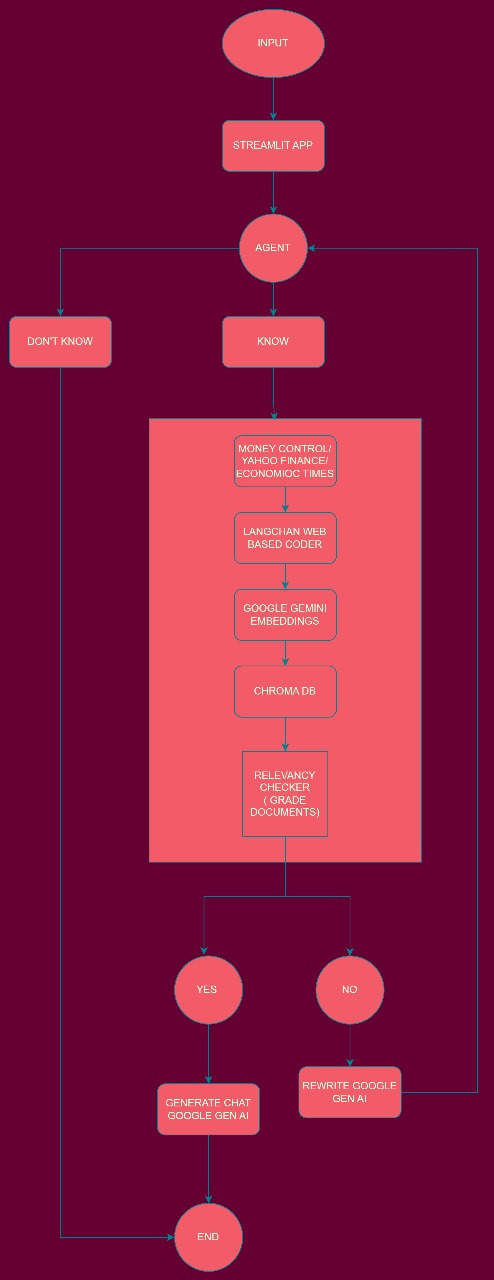 INPUT
STREAMLIT APP
AGENT
DON'T KNOW
KNOW
MONEY CONTROL/
YAHOO FINANCE/
ECONOMIOC TIMES
LANGCHAN WEB
BASED CODER
GOOGLE GEMINI
EMBEDDINGS
CHROMA DB
RELEVANCY
CHECKER
( GRADE
DOCUMENTS)
YES
NO
GENERATE CHAT
GOOGLE GEN AI
REWRITE GOOGLE
GEN AI
END